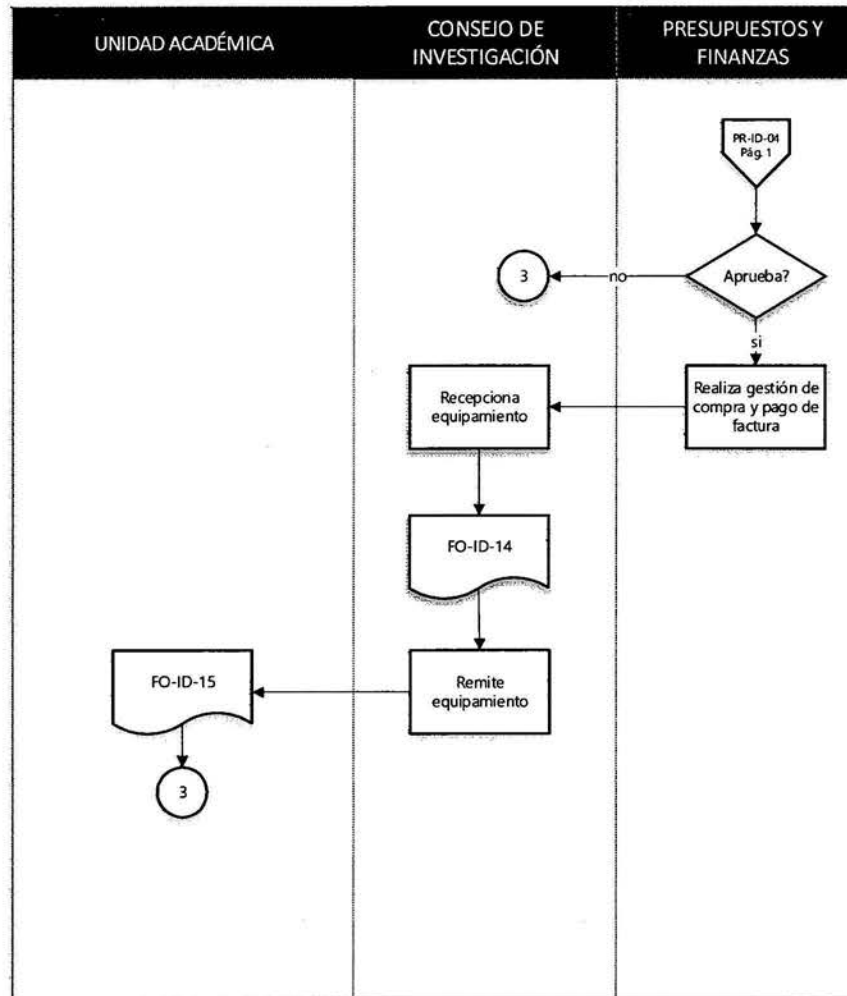 UNIDAD ACADÉMICA
CONSEJO DE
INVESTIGACIÓN
PRESUPUESTOS Y
FINANZAS
PR-ID-04
Pág. 1
Aprueba?
no
3
si
Realiza gestión de
compra y pago de
factura
Recepciona
equipamiento
FO-ID-14
Remite
equipamiento
FO-ID-15
3